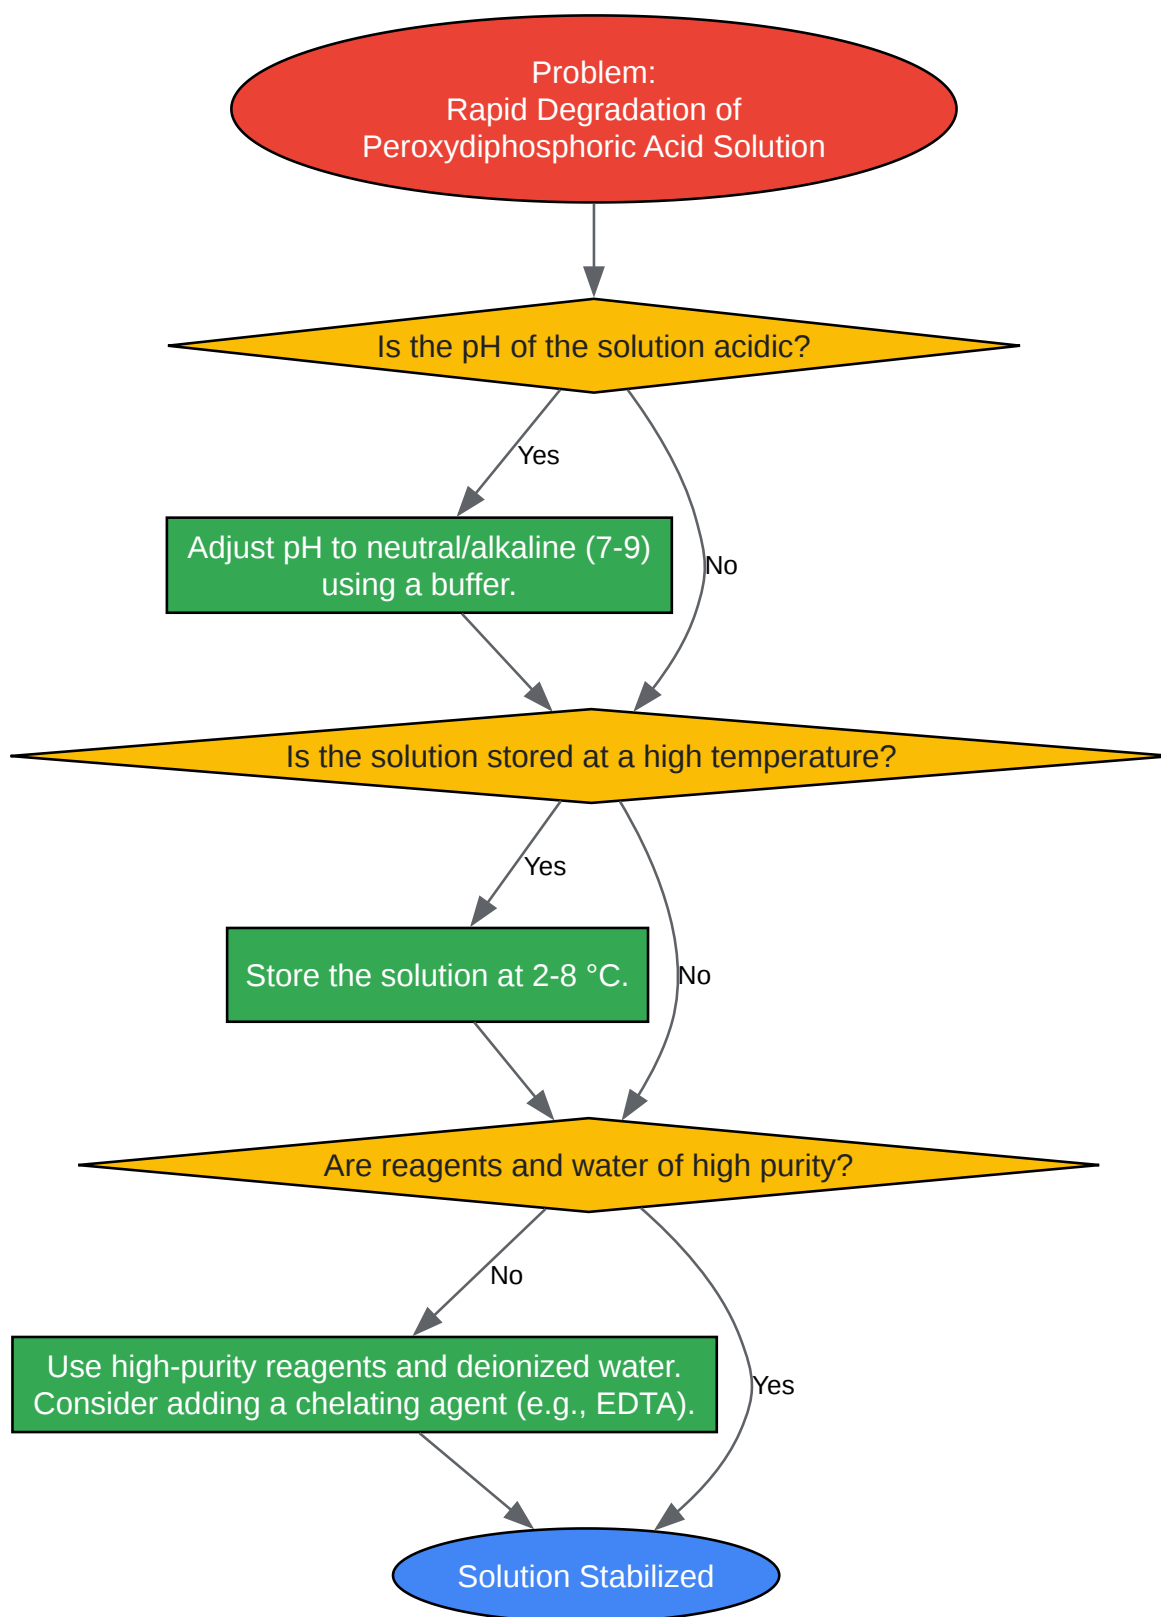 Problem:
Rapid Degradation of
Peroxydiphosphoric Acid Solution
Is the pH of the solution acidic?
Yes
Adjust pH to neutral/alkaline (7-9)
using a buffer.
No
Is the solution stored at a high temperature?
Yes
Store the solution at 2-8 °C.
No
Are reagents and water of high purity?
No
Use high-purity reagents and deionized water.
Consider adding a chelating agent (e.g., EDTA).
Yes
Solution Stabilized